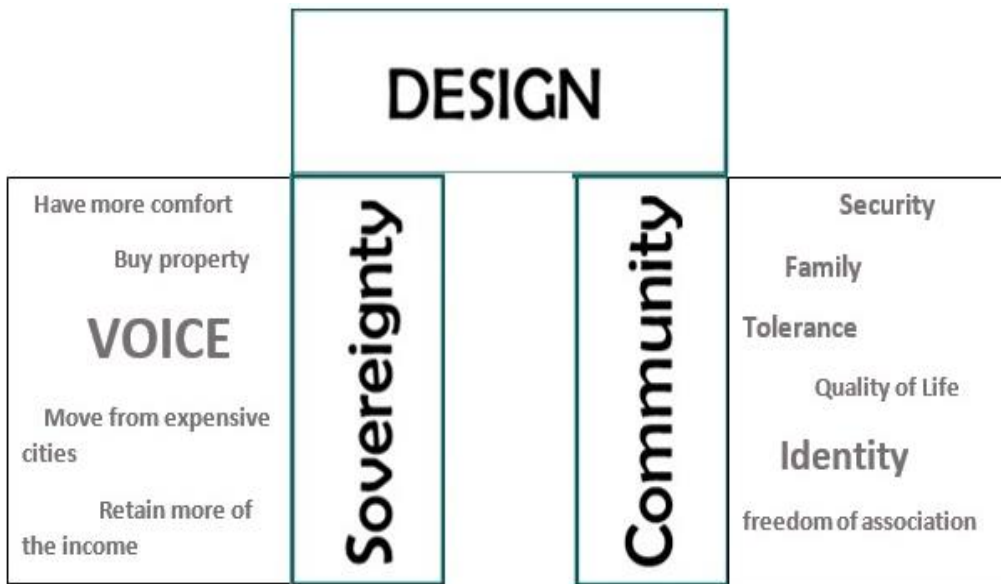 DESIGN
Have more comfort
Buy property
VOICE
Move from expensive
cities
Retain more of
the income
Sovereignty
Community
Security
Family
Tolerance
Quality of Life
Identity
freedom of association